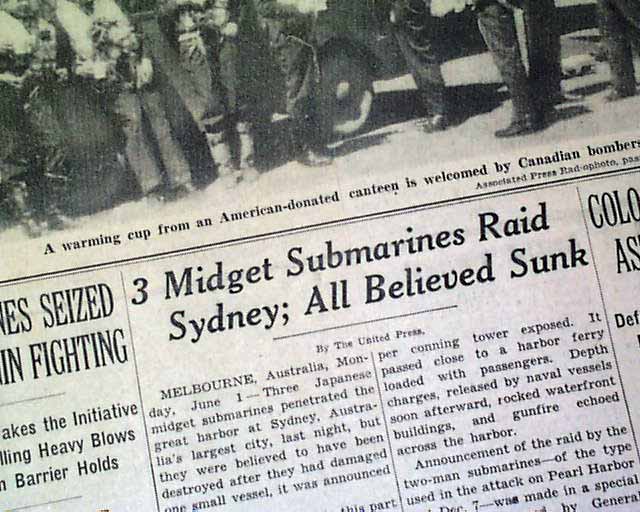 A warming cup from an American-donated canteen is welcomed by Canadian bombers
Associated Press Radiophoto, pas
NES SEIZED
IN FIGHTING
akes the Initiative
lling Heavy Blows
n Barrier Holds
3 Midget Submarines Raid
Sydney; All Believed Sunk
By The United Press.
MELBOURNE, Australia, Mon-
day, June 1—Three Japanese
midget submarines penetrated the
great harbor at Sydney, Austra-
lia's largest city, last night, but
they were believed to have been
destroyed after they had damaged
one small vessel, it was announced
this part
per conning tower exposed. It
passed close to a harbor ferry
loaded with passengers. Depth
charges, released by naval vessels
soon afterward, rocked waterfront
buildings, and gunfire echoed
across the harbor.
Announcement of the raid by the
two-man submarines—of the type
used in the attack on Pearl Harbor
Dec. 7—was made in a special
by General
COLO
AS
Def